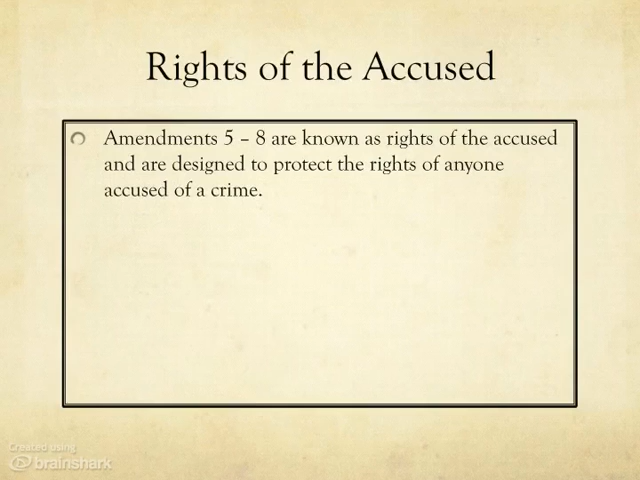 Rights of the Accused
Amendments 5 – 8 are known as rights of the accused
and are designed to protect the rights of anyone
accused of a crime.
Created using
brainshark